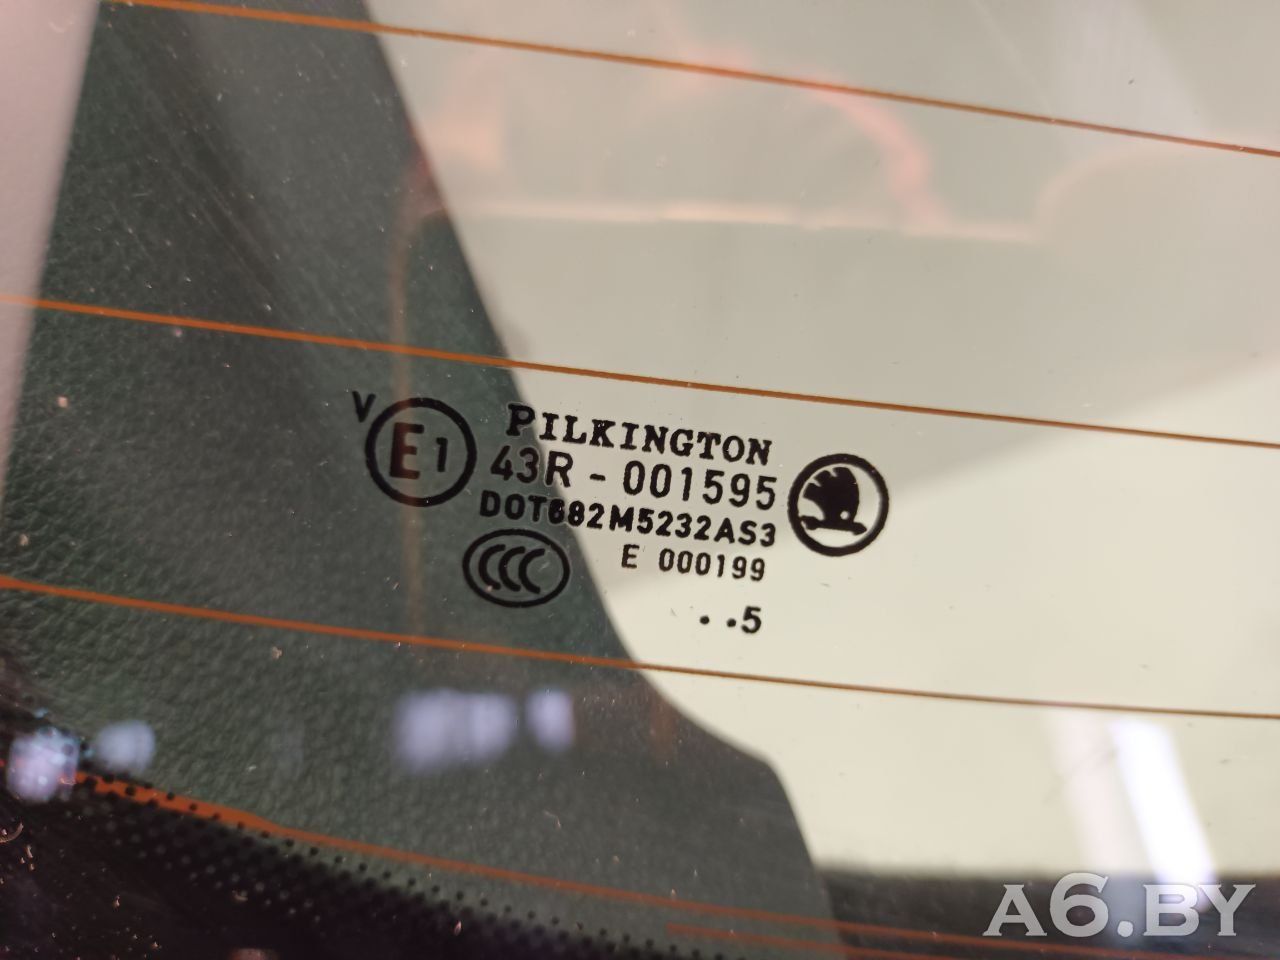 V
E1
PILKINGTON
43R - 001595
DOT682M5232AS3
CCC
E 000199
..5
A6.BY